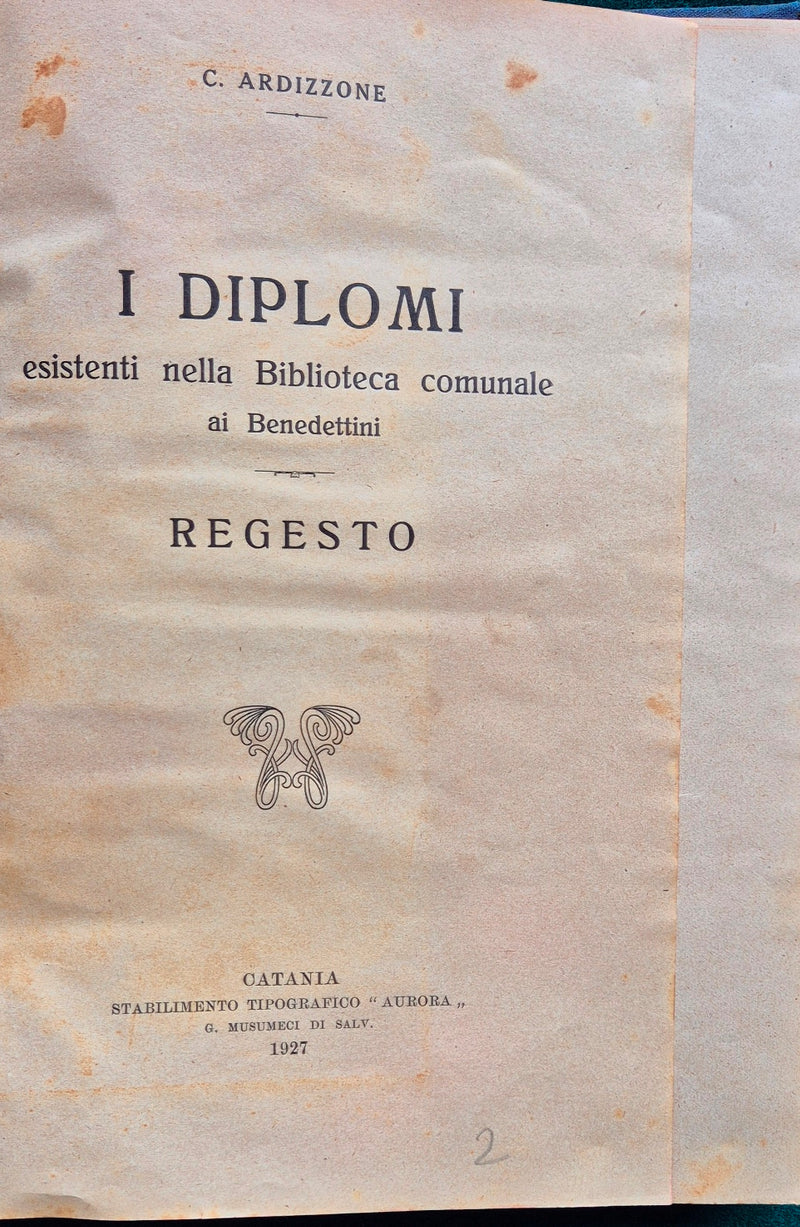 C. ARDIZZONE
I DIPLOMI
esistenti nella Biblioteca comunale
ai Benedettini
REGESTO
CATANIA
STABILIMENTO TIPOGRAFICO “ AURORA „
G. MUSUMECI DI SALV.
1927
2